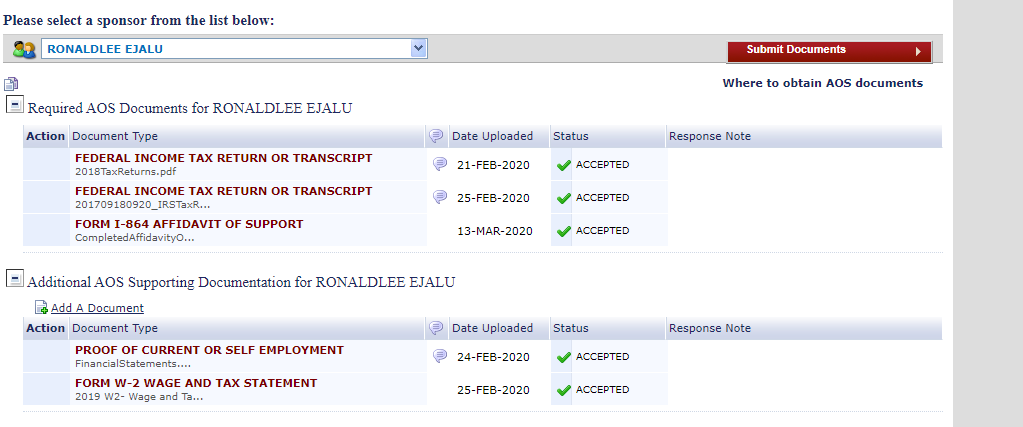 Please select a sponsor from the list below:
RONALDLEE EJALU
Submit Documents
Where to obtain AOS documents
Required AOS Documents for RONALDLEE EJALU
Action Document Type Date Uploaded Status Response Note
FEDERAL INCOME TAX RETURN OR TRANSCRIPT
2018TaxReturns.pdf
21-FEB-2020 ACCEPTED
FEDERAL INCOME TAX RETURN OR TRANSCRIPT
201709180920_IRSTaxR...
25-FEB-2020 ACCEPTED
FORM I-864 AFFIDAVIT OF SUPPORT
CompletedAffidavityO...
13-MAR-2020 ACCEPTED
Additional AOS Supporting Documentation for RONALDLEE EJALU
Add A Document
Action Document Type Date Uploaded Status Response Note
PROOF OF CURRENT OR SELF EMPLOYMENT
FinancialStatements....
24-FEB-2020 ACCEPTED
FORM W-2 WAGE AND TAX STATEMENT
2019 W2- Wage and Ta...
25-FEB-2020 ACCEPTED